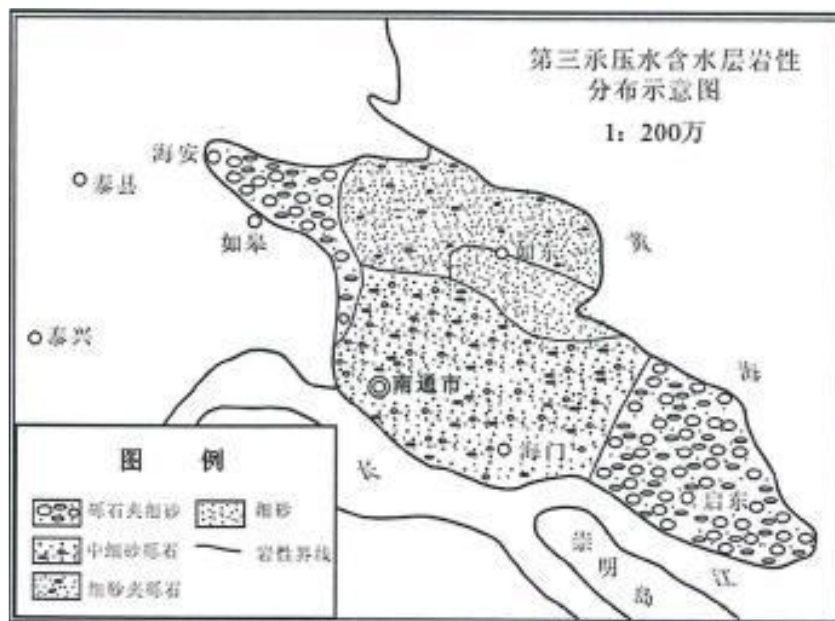 第三承压水含水层岩性
分布示意图
1：200万
海安
泰县
如皋
如东
黄
泰兴
海
南通市
长
海门
启东
江
崇
明
岛
图 例
砾石夹细砂
细砂
中细砂砾石
岩性界线
细砂夹砾石